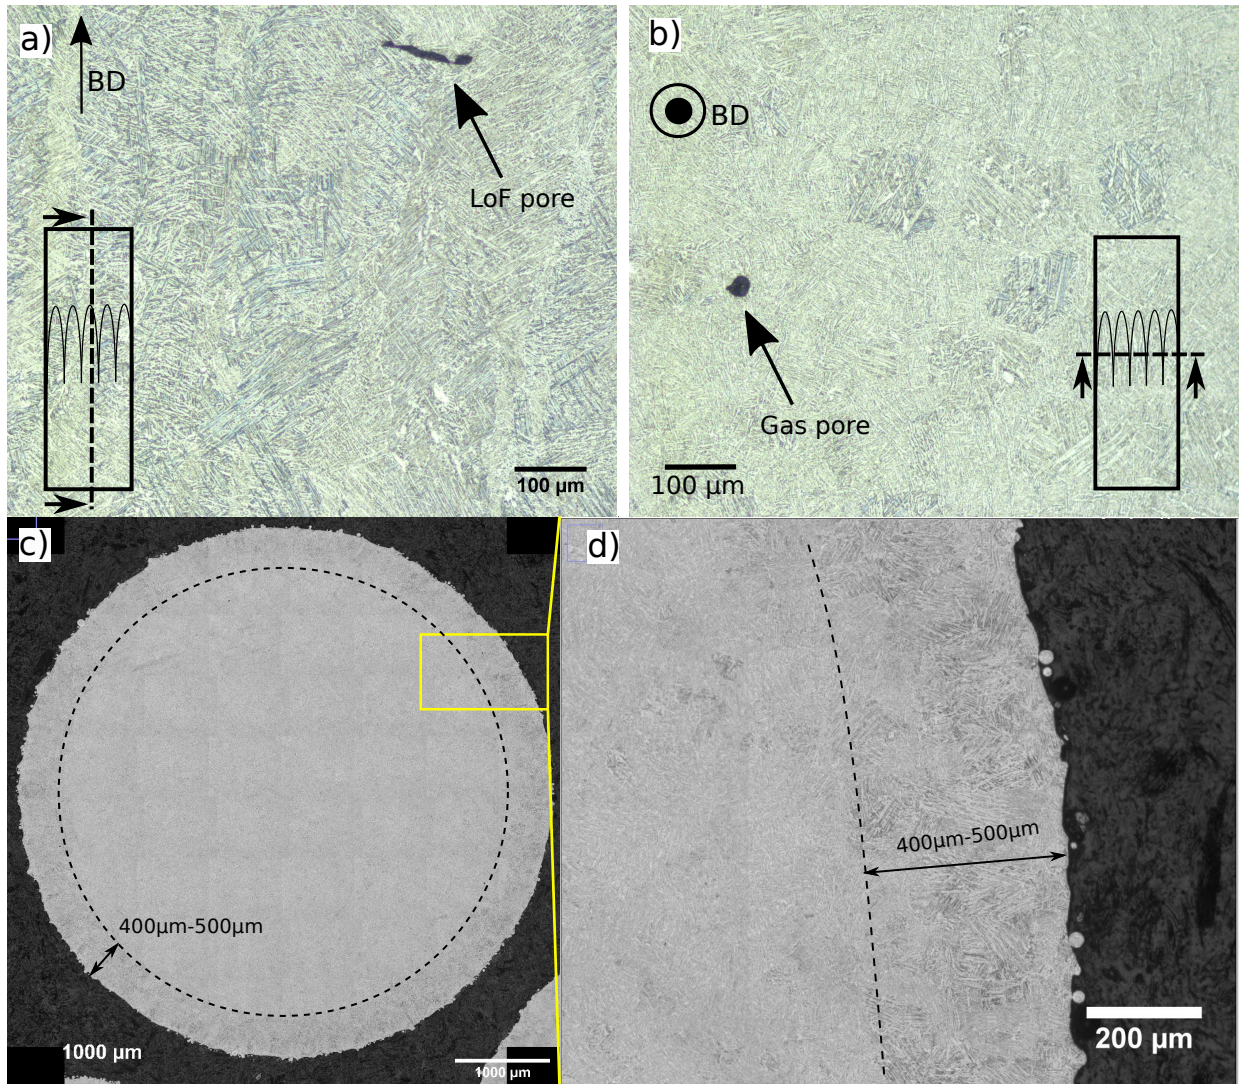 a)
BD
LoF pore
100 µm
b)
BD
Gas pore
100 µm
c)
400µm-500µm
1000 µm
1000 µm
d)
400µm-500µm
200 µm